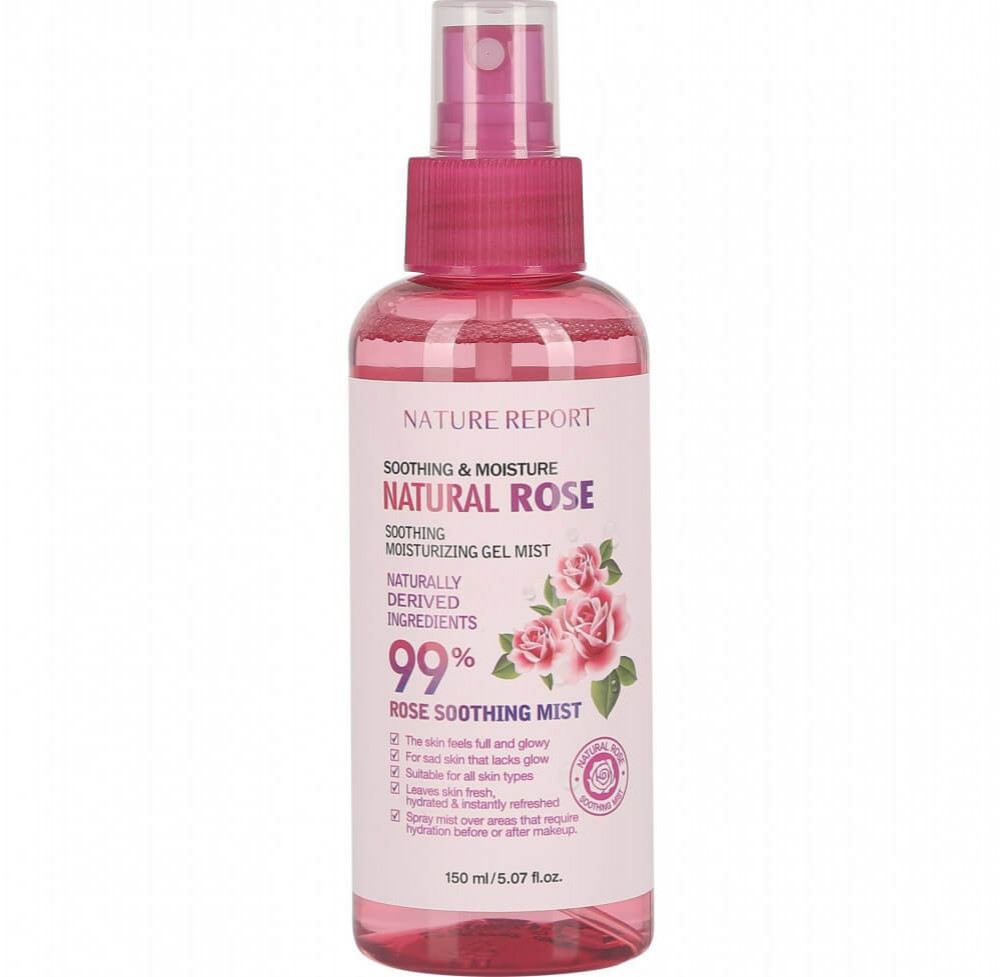 NATURE REPORT
SOOTHING & MOISTURE
NATURAL ROSE
SOOTHING
MOISTURIZING GEL MIST
NATURALLY
DERIVED
INGREDIENTS
99%
ROSE SOOTHING MIST
The skin feels full and glowy
For sad skin that lacks glow
Suitable for all skin types
Leaves skin fresh,
hydrated & instantly refreshed
Spray mist over areas that require
hydration before or after makeup.
NATURAL ROSE
SOOTHING MIST
150 ml/5.07 fl.oz.